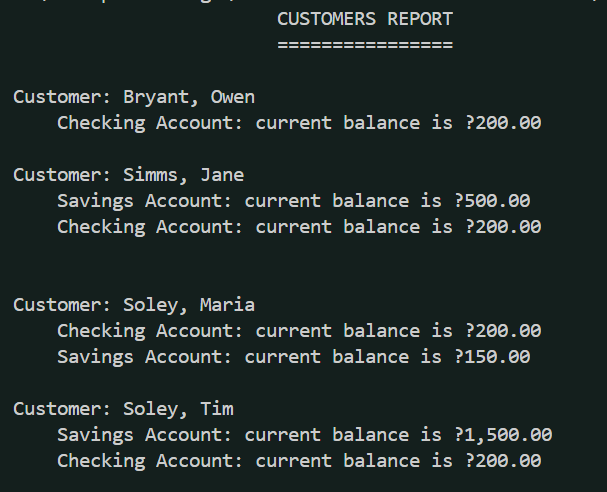 CUSTOMERS REPORT
================
Customer: Bryant, Owen
Checking Account: current balance is ?200.00
Customer: Simms, Jane
Savings Account: current balance is ?500.00
Checking Account: current balance is ?200.00
Customer: Soley, Maria
Checking Account: current balance is ?200.00
Savings Account: current balance is ?150.00
Customer: Soley, Tim
Savings Account: current balance is ?1,500.00
Checking Account: current balance is ?200.00